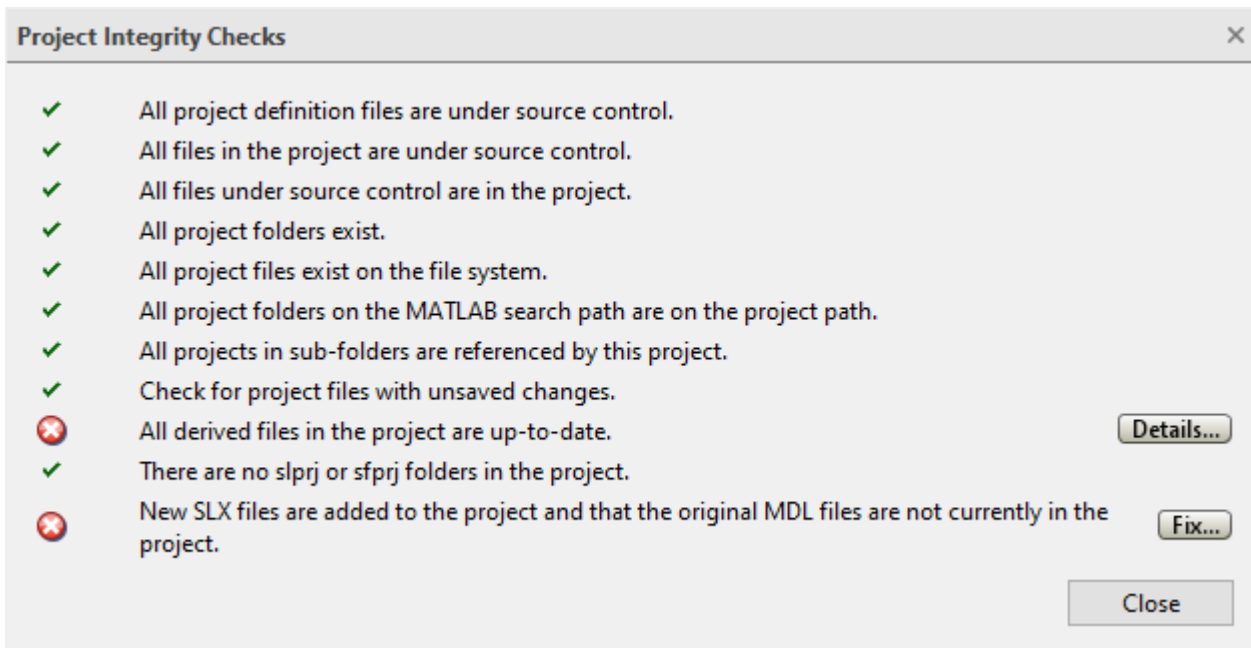 Project Integrity Checks
All project definition files are under source control.
All files in the project are under source control.
All files under source control are in the project.
All project folders exist.
All project files exist on the file system.
All project folders on the MATLAB search path are on the project path.
All projects in sub-folders are referenced by this project.
Check for project files with unsaved changes.
All derived files in the project are up-to-date. Details...
There are no slprj or sfprj folders in the project.
New SLX files are added to the project and that the original MDL files are not currently in the
project. Fix...
Close